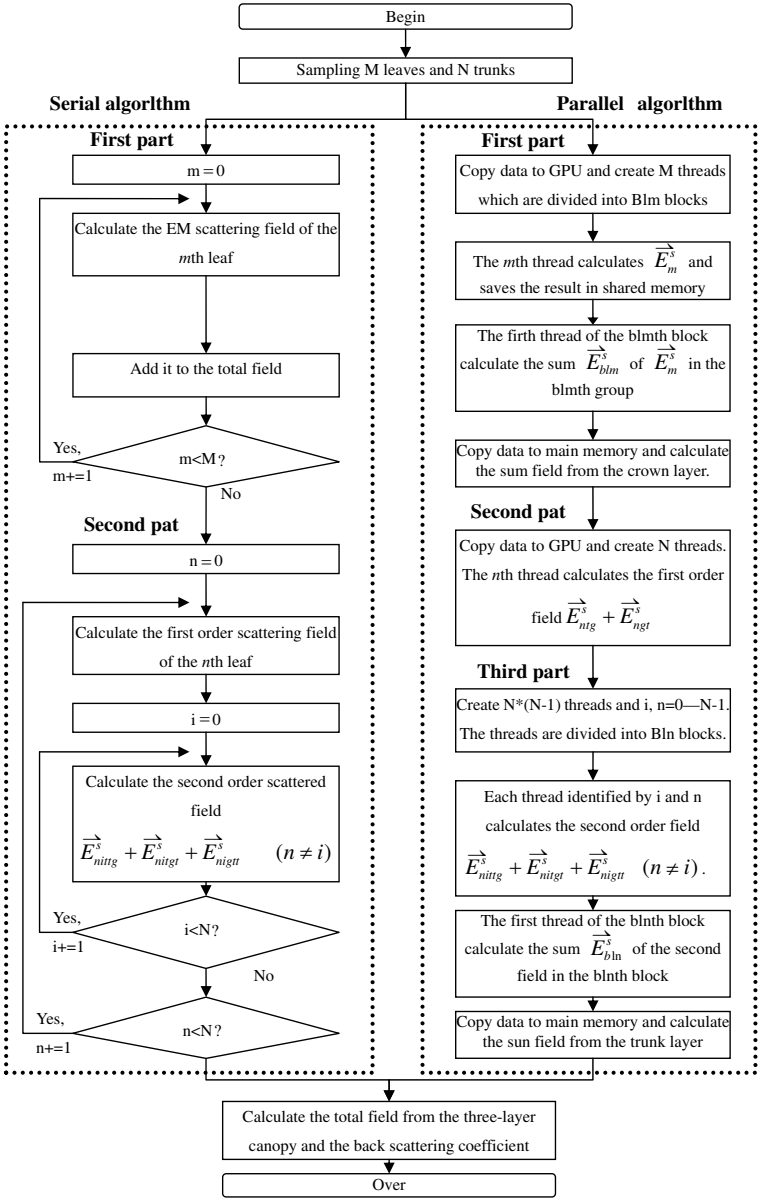 Begin
Sampling M leaves and N trunks
Serial algorlthm
First part
m = 0
Calculate the EM scattering field of the
mth leaf
Add it to the total field
m<M?
Yes,
m+=1
No
Second pat
n = 0
Calculate the first order scattering field
of the nth leaf
i = 0
Calculate the second order scattered
field
E^s_nittg + E^s_nitgt + E^s_nigtt (n ≠ i)
i<N?
Yes,
i+=1
No
n<N?
Yes,
n+=1
Parallel algorithm
First part
Copy data to GPU and create M threads
which are divided into Blm blocks
The mth thread calculates E^s_m and
saves the result in shared memory
The firth thread of the blmth block
calculate the sum E^s_blm of E^s_m in the
blmth group
Copy data to main memory and calculate
the sum field from the crown layer.
Second pat
Copy data to GPU and create N threads.
The nth thread calculates the first order
field E^s_ntg + E^s_ngt
Third part
Create N*(N-1) threads and i, n=0—N-1.
The threads are divided into Bln blocks.
Each thread identified by i and n
calculates the second order field
E^s_nittg + E^s_nitgt + E^s_nigtt (n ≠ i).
The first thread of the blnth block
calculate the sum E^s_bln of the second
field in the blnth block
Copy data to main memory and calculate
the sun field from the trunk layer
Calculate the total field from the three-layer
canopy and the back scattering coefficient
Over